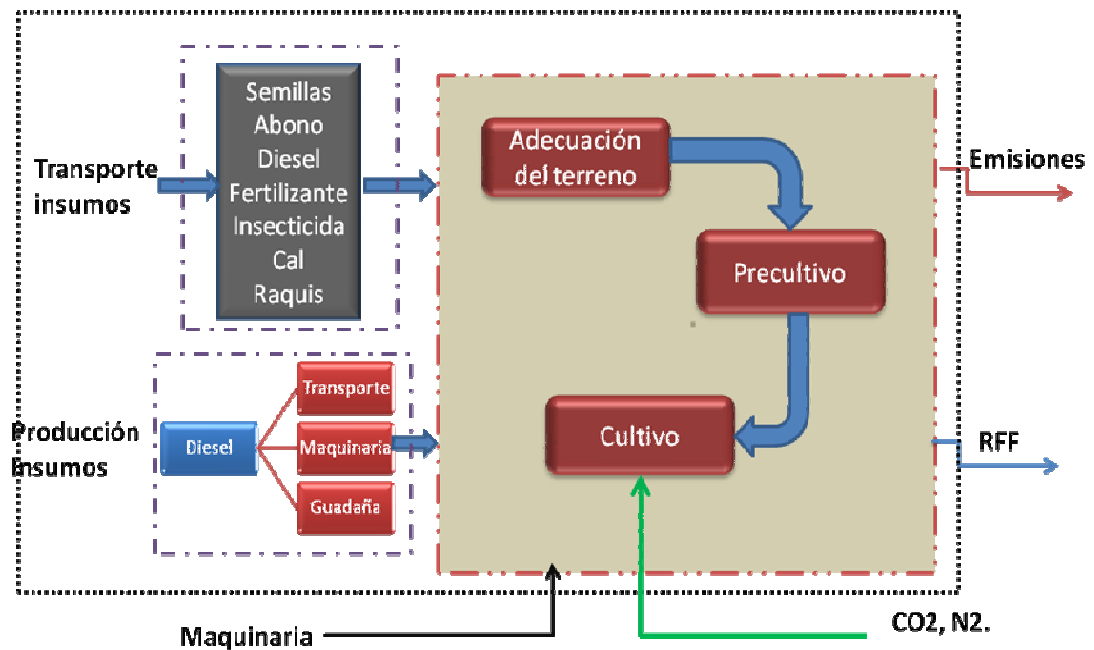 Transporte
insumos
Semillas
Abono
Diesel
Fertilizante
Insecticida
Cal
Raquis
Adecuación
del terreno
Precultivo
Cultivo
Emisiones
RFF
Producción
Insumos
Diesel
Transporte
Maquinaria
Guadaña
Maquinaria
CO2, N2.